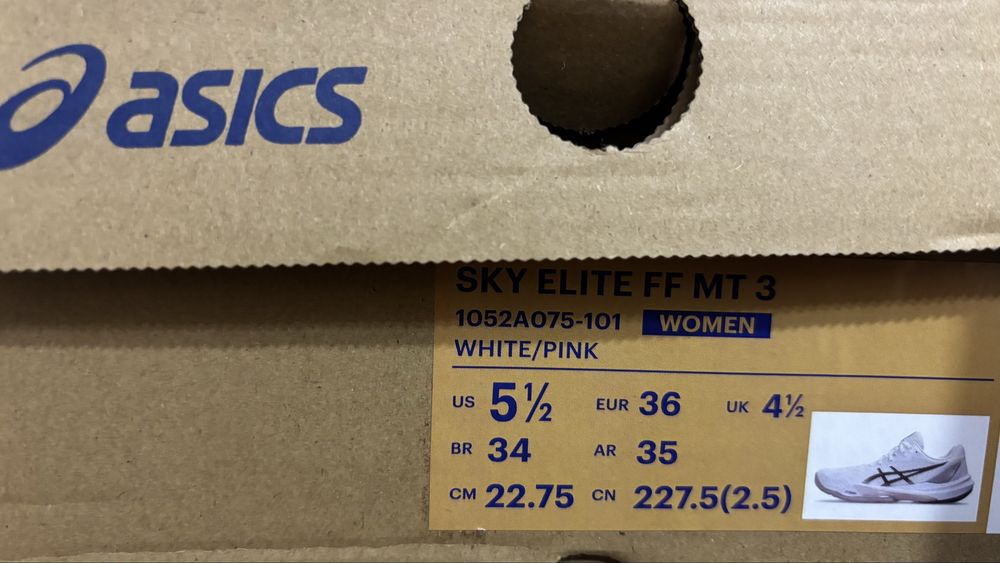 asics
SKY ELITE FF MT 3
1052A075-101 WOMEN
WHITE/PINK
US 5½ EUR 36 UK 4½
BR 34 AR 35
CM 22.75 CN 227.5(2.5)